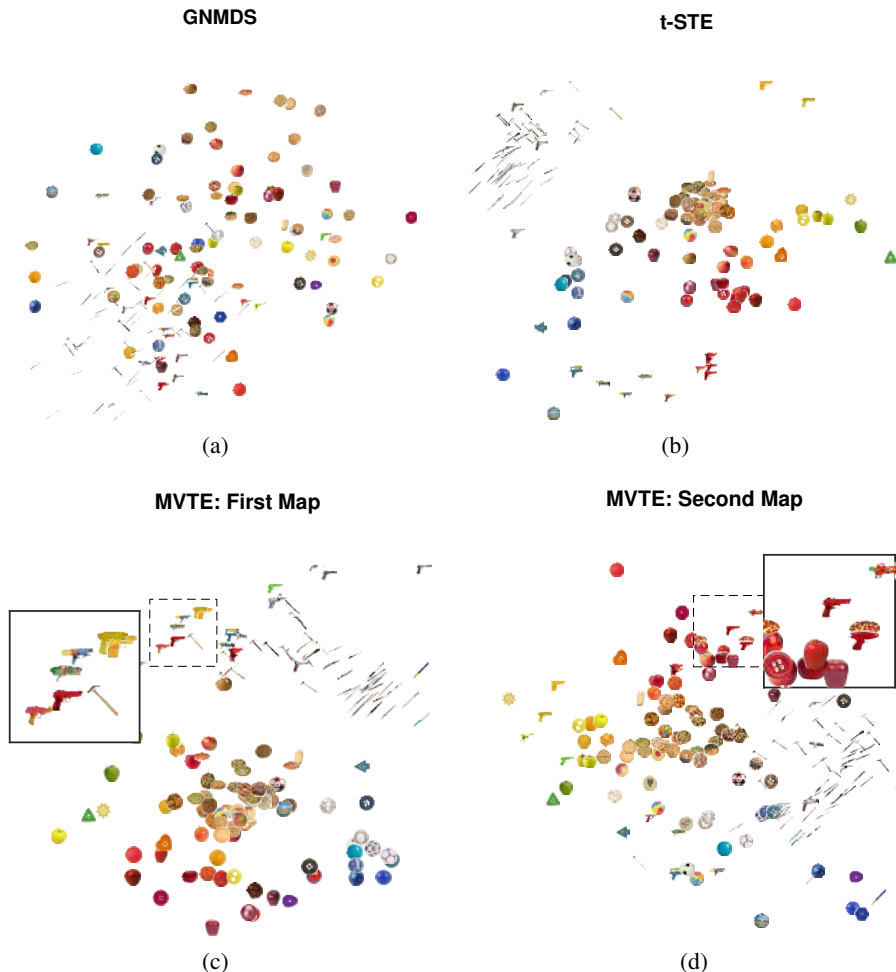 GNMDS
t-STE
(a)
(b)
MVTE: First Map
MVTE: Second Map
(c)
(d)